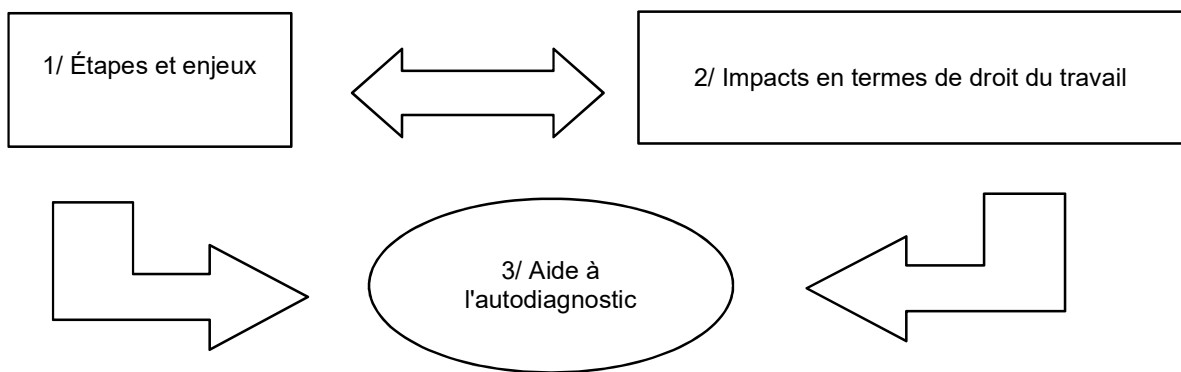 1/ Étapes et enjeux
2/ Impacts en termes de droit du travail
3/ Aide à
l'autodiagnostic